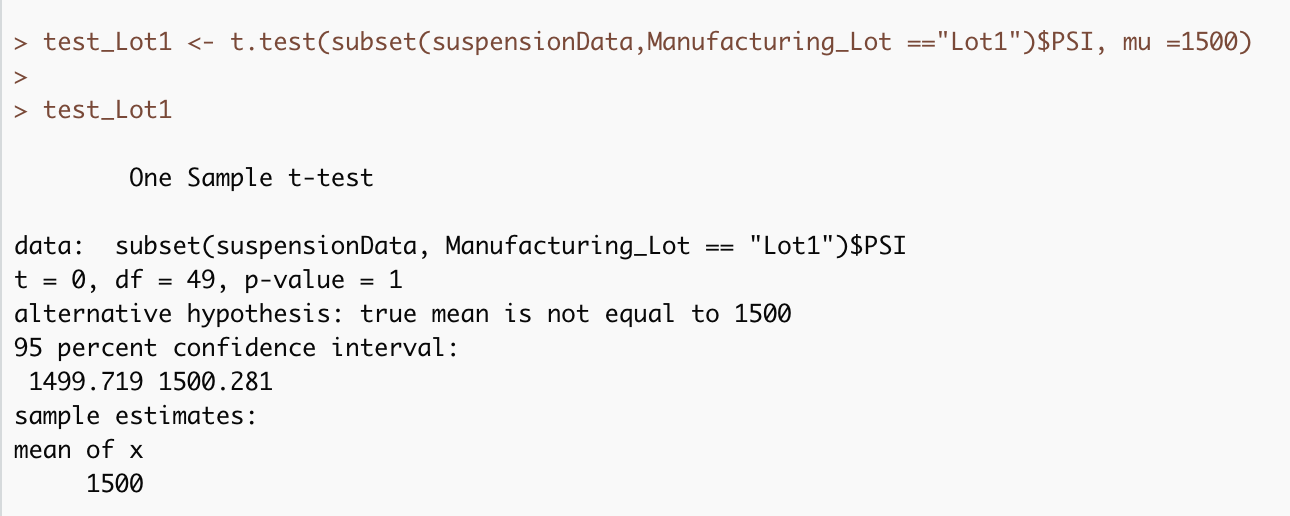 > test_Lot1 <- t.test(subset(suspensionData,Manufacturing_Lot =="Lot1")$PSI, mu =1500)
>
> test_Lot1
One Sample t-test
data:  subset(suspensionData, Manufacturing_Lot == "Lot1")$PSI
t = 0, df = 49, p-value = 1
alternative hypothesis: true mean is not equal to 1500
95 percent confidence interval:
1499.719 1500.281
sample estimates:
mean of x
1500